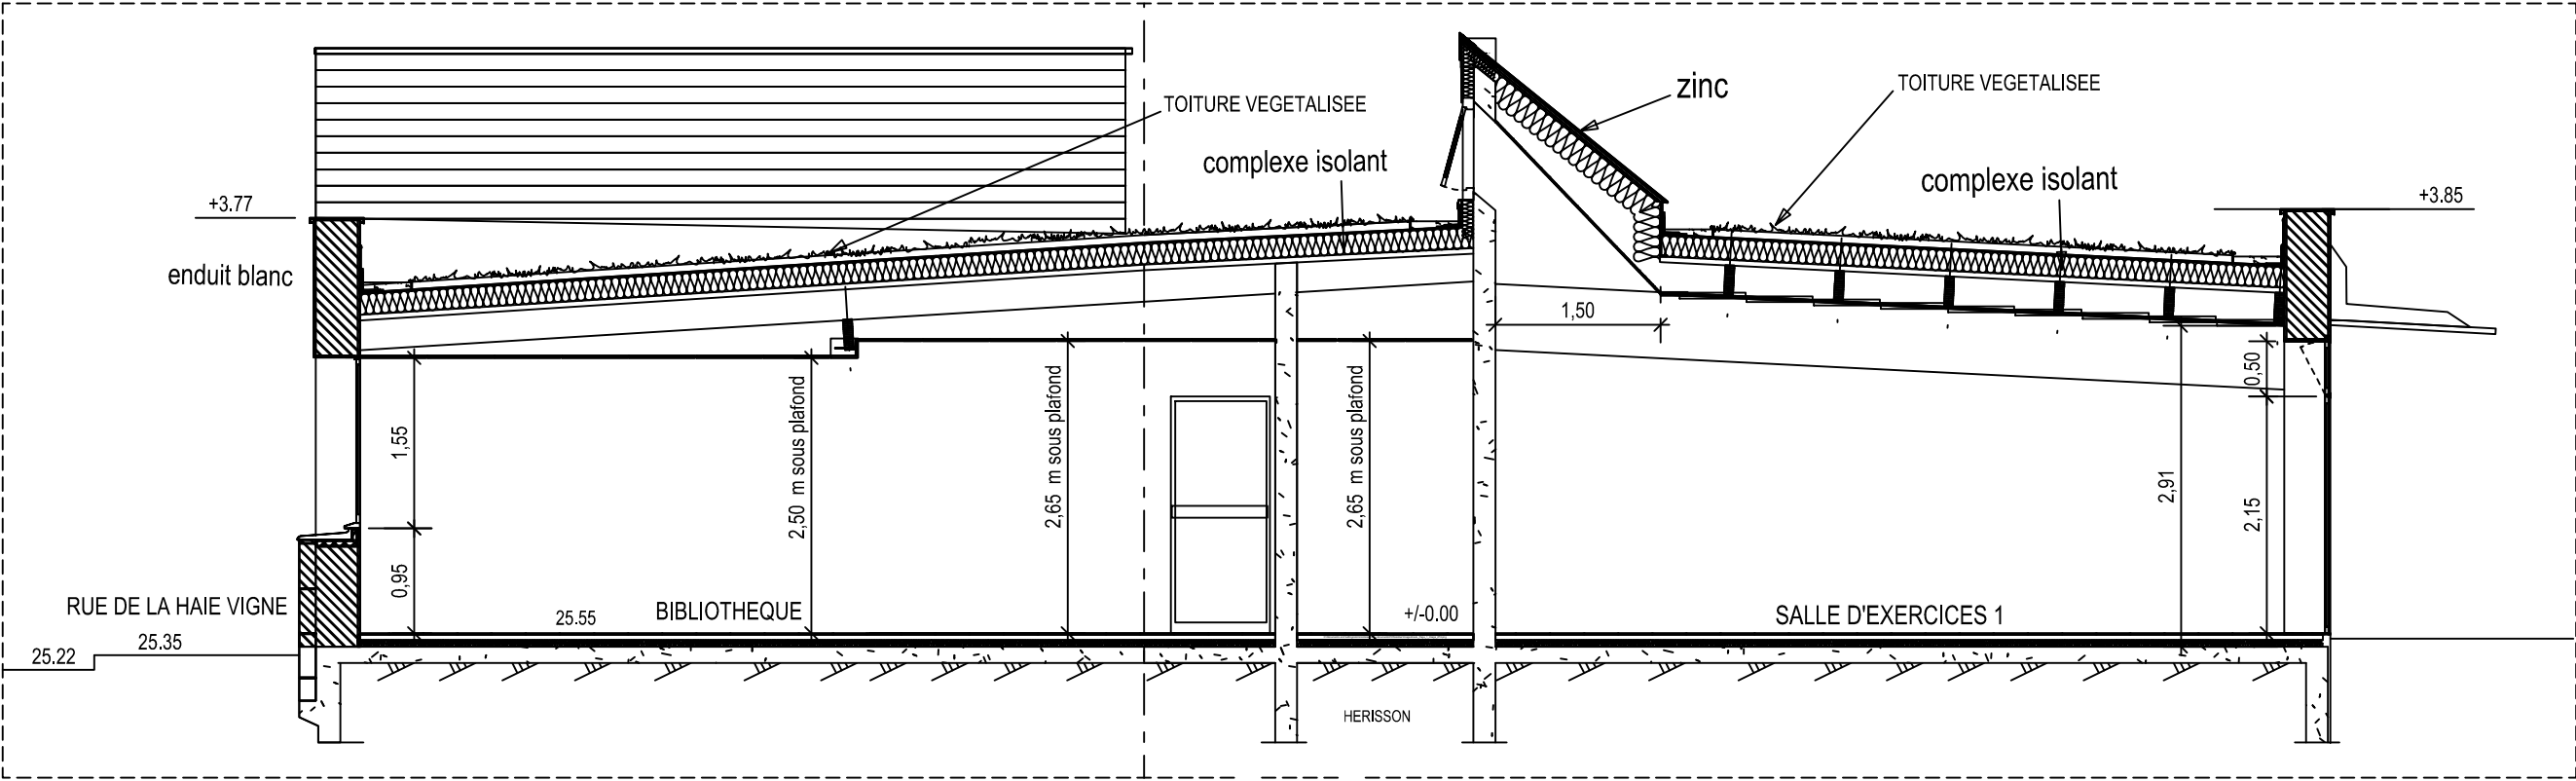 zinc
TOITURE VEGETALISEE
TOITURE VEGETALISEE
complexe isolant
complexe isolant
+3.77
+3.85
enduit blanc
1,50
0,50
1,55
2,50 m sous plafond
2,65 m sous plafond
2,65 m sous plafond
2,91
2,15
0,95
RUE DE LA HAIE VIGNE
25.55
BIBLIOTHEQUE
+/-0.00
SALLE D'EXERCICES 1
25.22
25.35
HERISSON